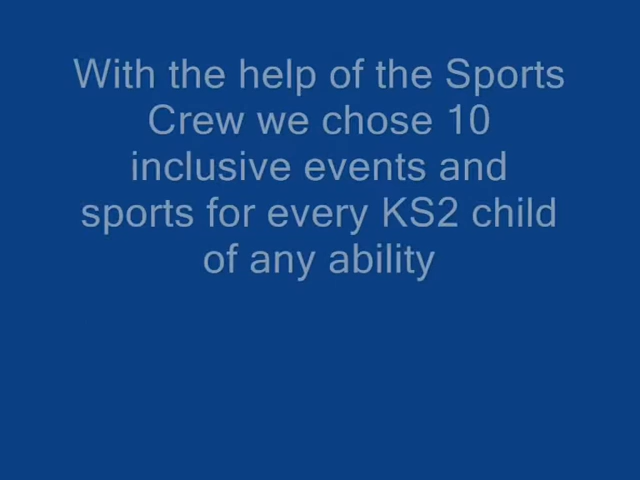 With the help of the Sports
Crew we chose 10
inclusive events and
sports for every KS2 child
of any ability